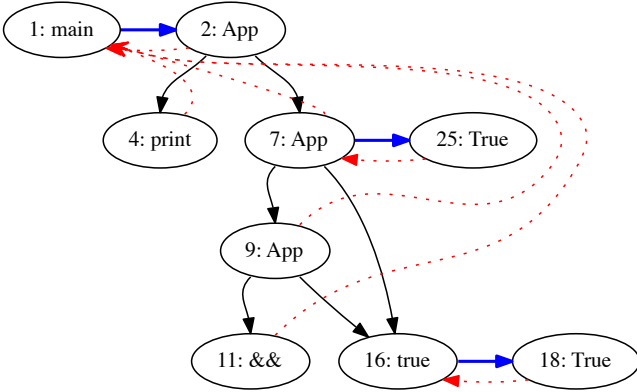 1: main
2: App
4: print
7: App
25: True
9: App
11: &&
16: true
18: True